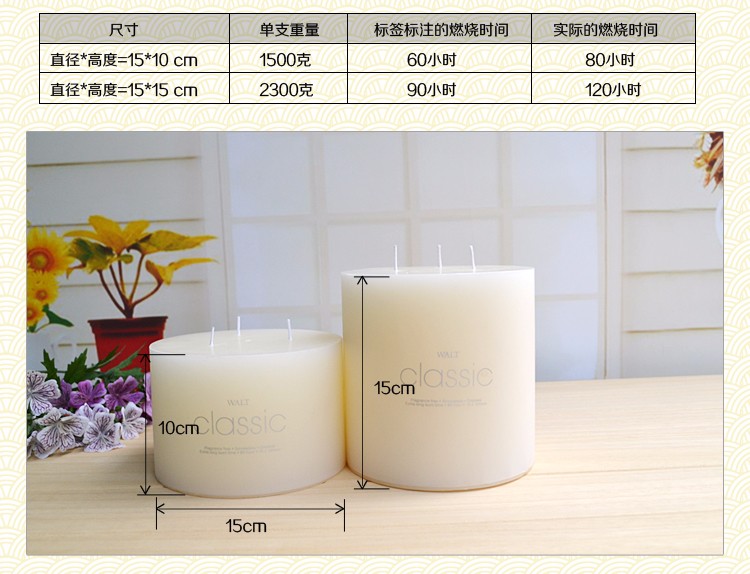 尺寸 单支重量 标签标注的燃烧时间 实际的燃烧时间
直径*高度=15*10 cm 1500克 60小时 80小时
直径*高度=15*15 cm 2300克 90小时 120小时
WALT
classic
15cm
WALT
classic
10cm
15cm